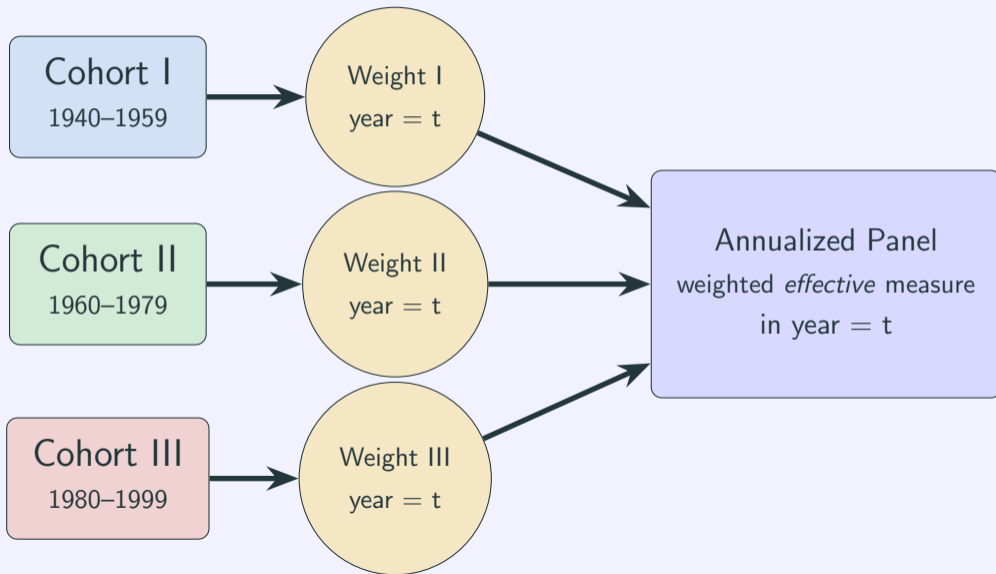 Cohort I
1940–1959
Weight I
year = t
Cohort II
1960–1979
Weight II
year = t
Cohort III
1980–1999
Weight III
year = t
Annualized Panel
weighted effective measure
in year = t